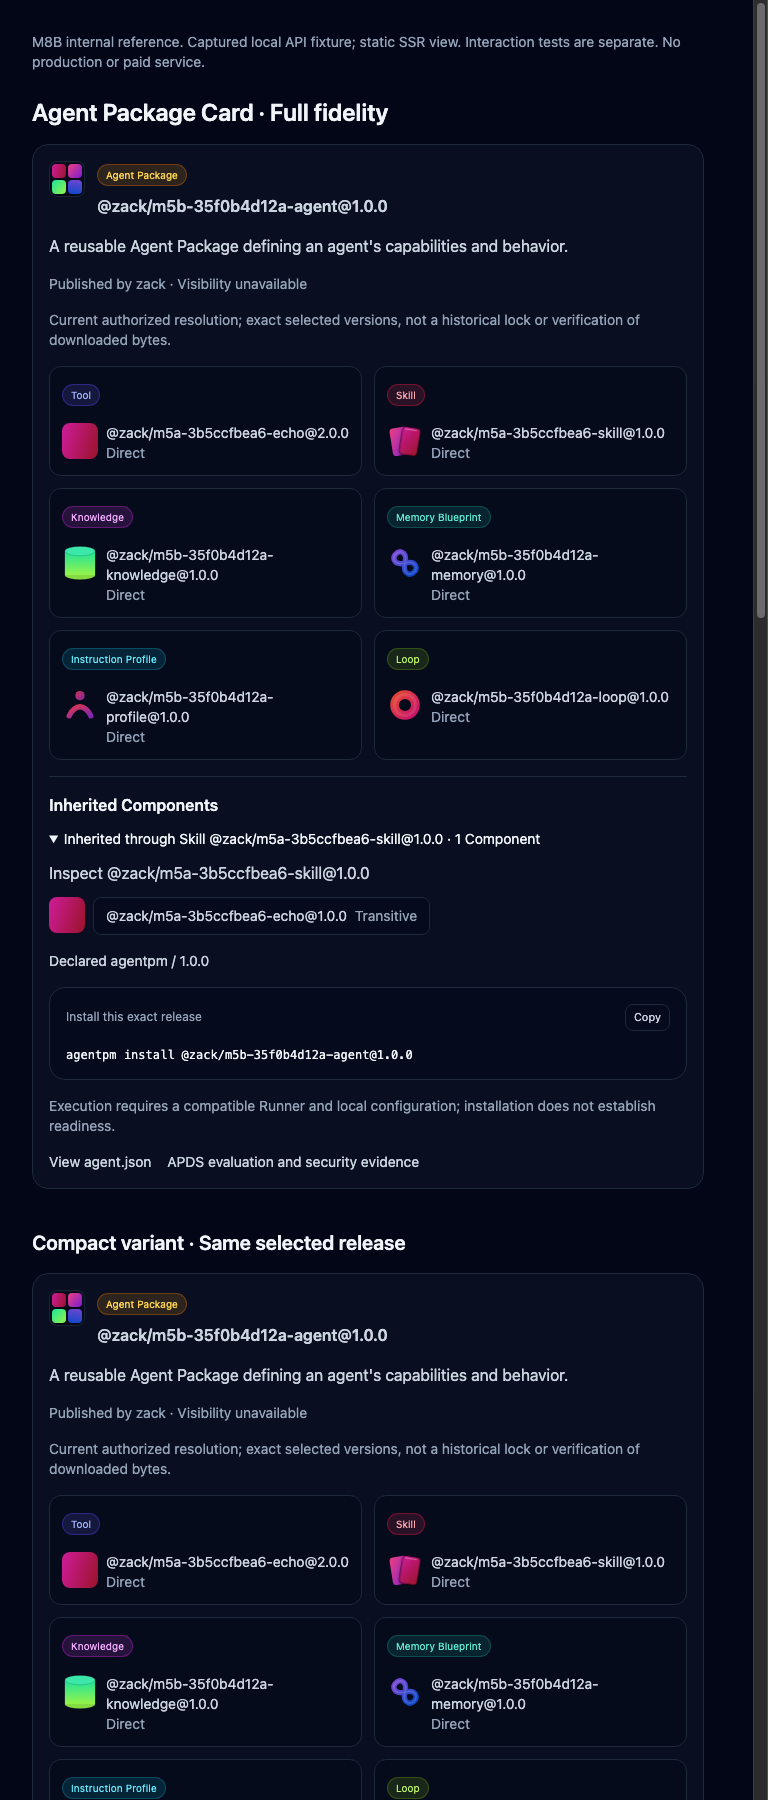 M8B internal reference. Captured local API fixture; static SSR view. Interaction tests are separate. No
production or paid service.
Agent Package Card · Full fidelity
Agent Package
@zack/m5b-35f0b4d12a-agent@1.0.0
A reusable Agent Package defining an agent's capabilities and behavior.
Published by zack · Visibility unavailable
Current authorized resolution; exact selected versions, not a historical lock or verification of
downloaded bytes.
Tool
@zack/m5a-3b5ccfbea6-echo@2.0.0
Direct
Skill
@zack/m5a-3b5ccfbea6-skill@1.0.0
Direct
Knowledge
@zack/m5b-35f0b4d12a-
knowledge@1.0.0
Direct
Memory Blueprint
@zack/m5b-35f0b4d12a-
memory@1.0.0
Direct
Instruction Profile
@zack/m5b-35f0b4d12a-
profile@1.0.0
Direct
Loop
@zack/m5b-35f0b4d12a-loop@1.0.0
Direct
Inherited Components
▼ Inherited through Skill @zack/m5a-3b5ccfbea6-skill@1.0.0 · 1 Component
Inspect @zack/m5a-3b5ccfbea6-skill@1.0.0
@zack/m5a-3b5ccfbea6-echo@1.0.0 Transitive
Declared agentpm / 1.0.0
Install this exact release
Copy
agentpm install @zack/m5b-35f0b4d12a-agent@1.0.0
Execution requires a compatible Runner and local configuration; installation does not establish
readiness.
View agent.json APDS evaluation and security evidence
Compact variant · Same selected release
Agent Package
@zack/m5b-35f0b4d12a-agent@1.0.0
A reusable Agent Package defining an agent's capabilities and behavior.
Published by zack · Visibility unavailable
Current authorized resolution; exact selected versions, not a historical lock or verification of
downloaded bytes.
Tool
@zack/m5a-3b5ccfbea6-echo@2.0.0
Direct
Skill
@zack/m5a-3b5ccfbea6-skill@1.0.0
Direct
Knowledge
@zack/m5b-35f0b4d12a-
knowledge@1.0.0
Direct
Memory Blueprint
@zack/m5b-35f0b4d12a-
memory@1.0.0
Direct
Instruction Profile
Loop